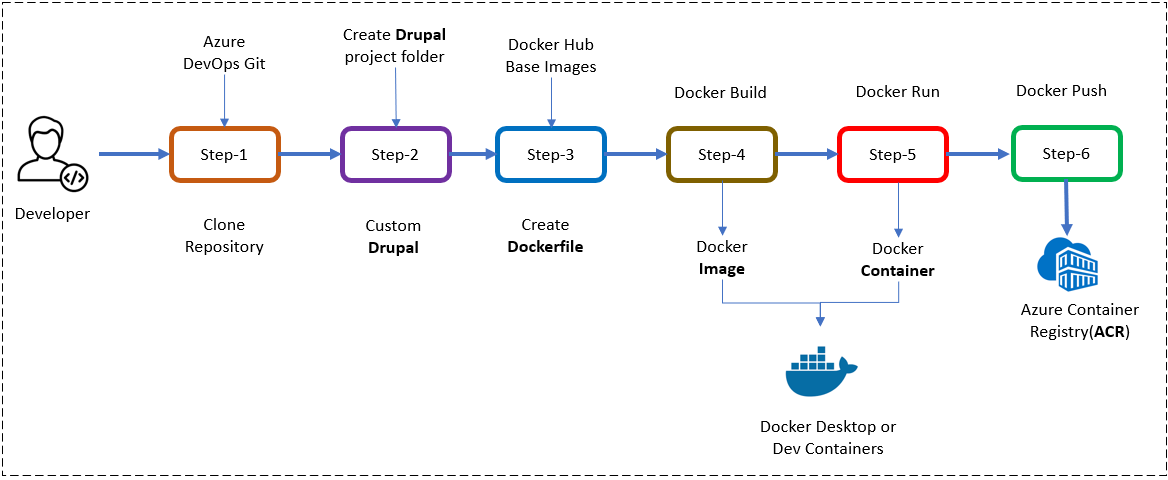 Azure
DevOps Git
Create Drupal
project folder
Docker Hub
Base Images
Docker Build
Docker Run
Docker Push
Step-1
Step-2
Step-3
Step-4
Step-5
Step-6
Developer
Clone
Repository
Custom
Drupal
Create
Dockerfile
Docker
Image
Docker
Container
Azure Container
Registry(ACR)
Docker Desktop or
Dev Containers